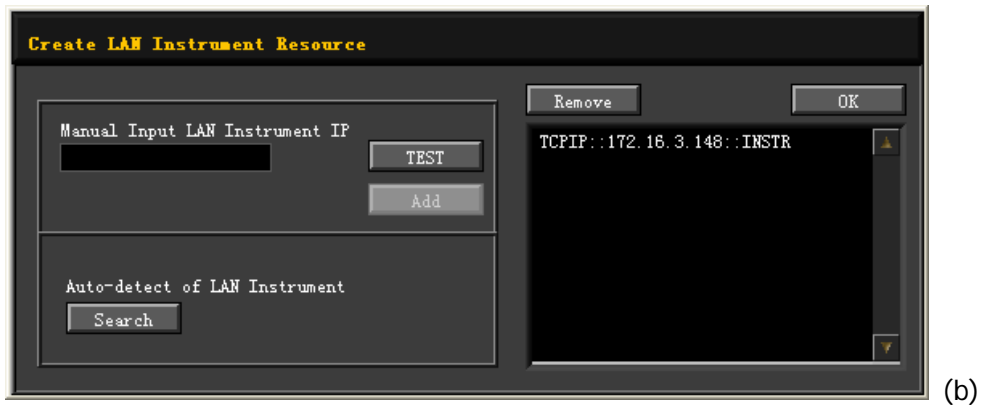 Create LAN Instrument Resource
Manual Input LAN Instrument IP
TEST
Add
Auto-detect of LAN Instrument
Search
Remove
OK
TCPIP::172.16.3.148::INSTR
(b)